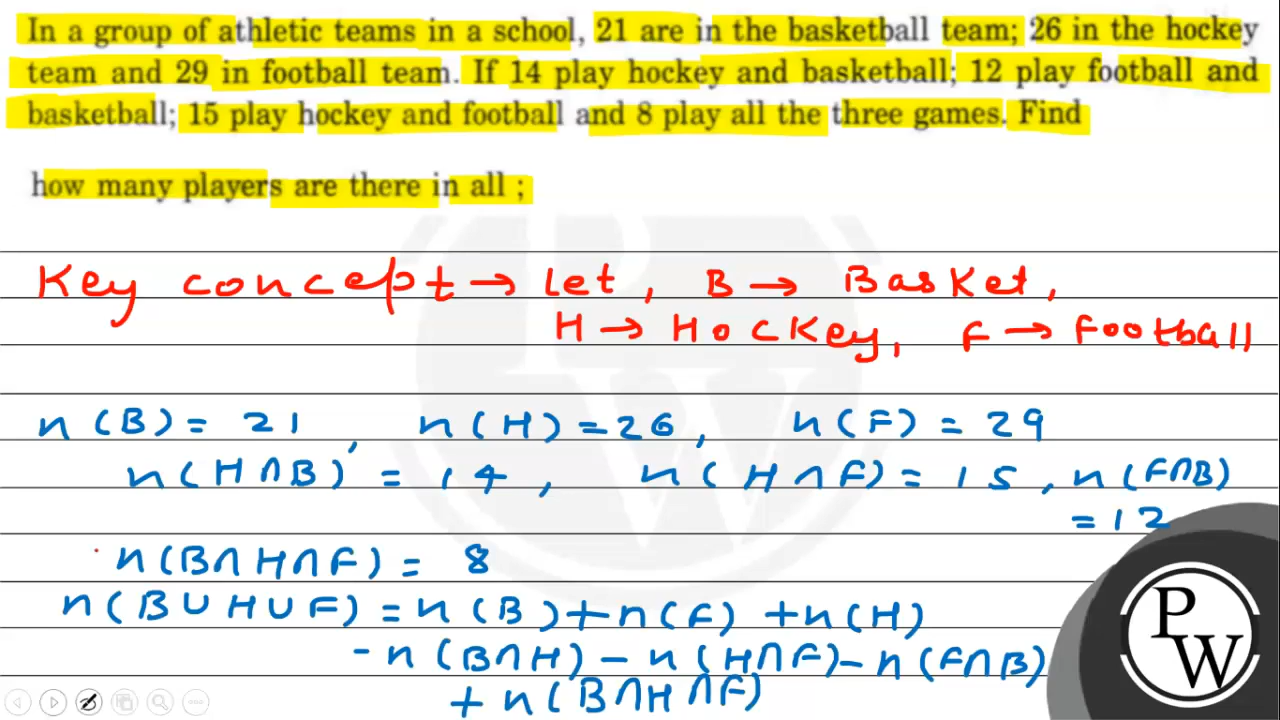 In a group of athletic teams in a school, 21 are in the basketball team; 26 in the hockey
team and 29 in football team. If 14 play hockey and basketball; 12 play football and
basketball; 15 play hockey and football and 8 play all the three games. Find
how many players are there in all ;
Key concept → Let, B → Basket,
H → Hockey, F → Football
n(B) = 21, n(H) = 26, n(F) = 29
n(H∩B) = 14, n(H∩F) = 15, n(F∩B)
= 12
n(B∩H∩F) = 8
n(B∪H∪F) = n(B) + n(F) + n(H)
- n(B∩H) - n(H∩F) - n(F∩B)
+ n(B∩H∩F)
P
W